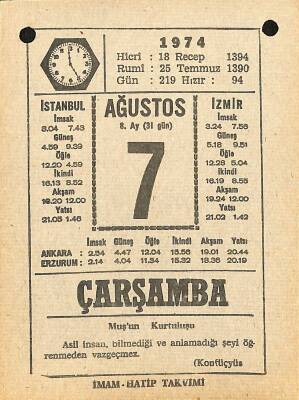 1974
Hicri : 18 Recep 1394
Rumî : 25 Temmuz 1390
Gün : 219 Hızır : 94
İSTANBUL
İmsak
3.04 7.43
Güneş
4.59 9.39
Öğle
12.20 4.59
İkindi
16.13 8.52
Akşam
19.20 12.00
Yatsı
21.05 1.46
AĞUSTOS
8. Ay (31 gün)
7
İZMİR
İmsak
3.24 7.56
Güneş
5.18 9.51
Öğle
12.28 5.04
İkindi
16.19 8.55
Akşam
19.24 12.00
Yatsı
21.02 1.42
İmsak Güneş Öğle İkindi Akşam Yatsı
ANKARA : 2.54 4.47 12.04 15.56 19.01 20.44
ERZURUM : 2.14 4.04 11.34 15.32 18.36 20.19
ÇARŞAMBA
Muş'un Kurtuluşu
Asil insan, bilmediği ve anlamadığı şeyi öğ-
renmeden vazgeçmez.
(Konfüçyüs
İMAM-HATİP TAKVİMİ